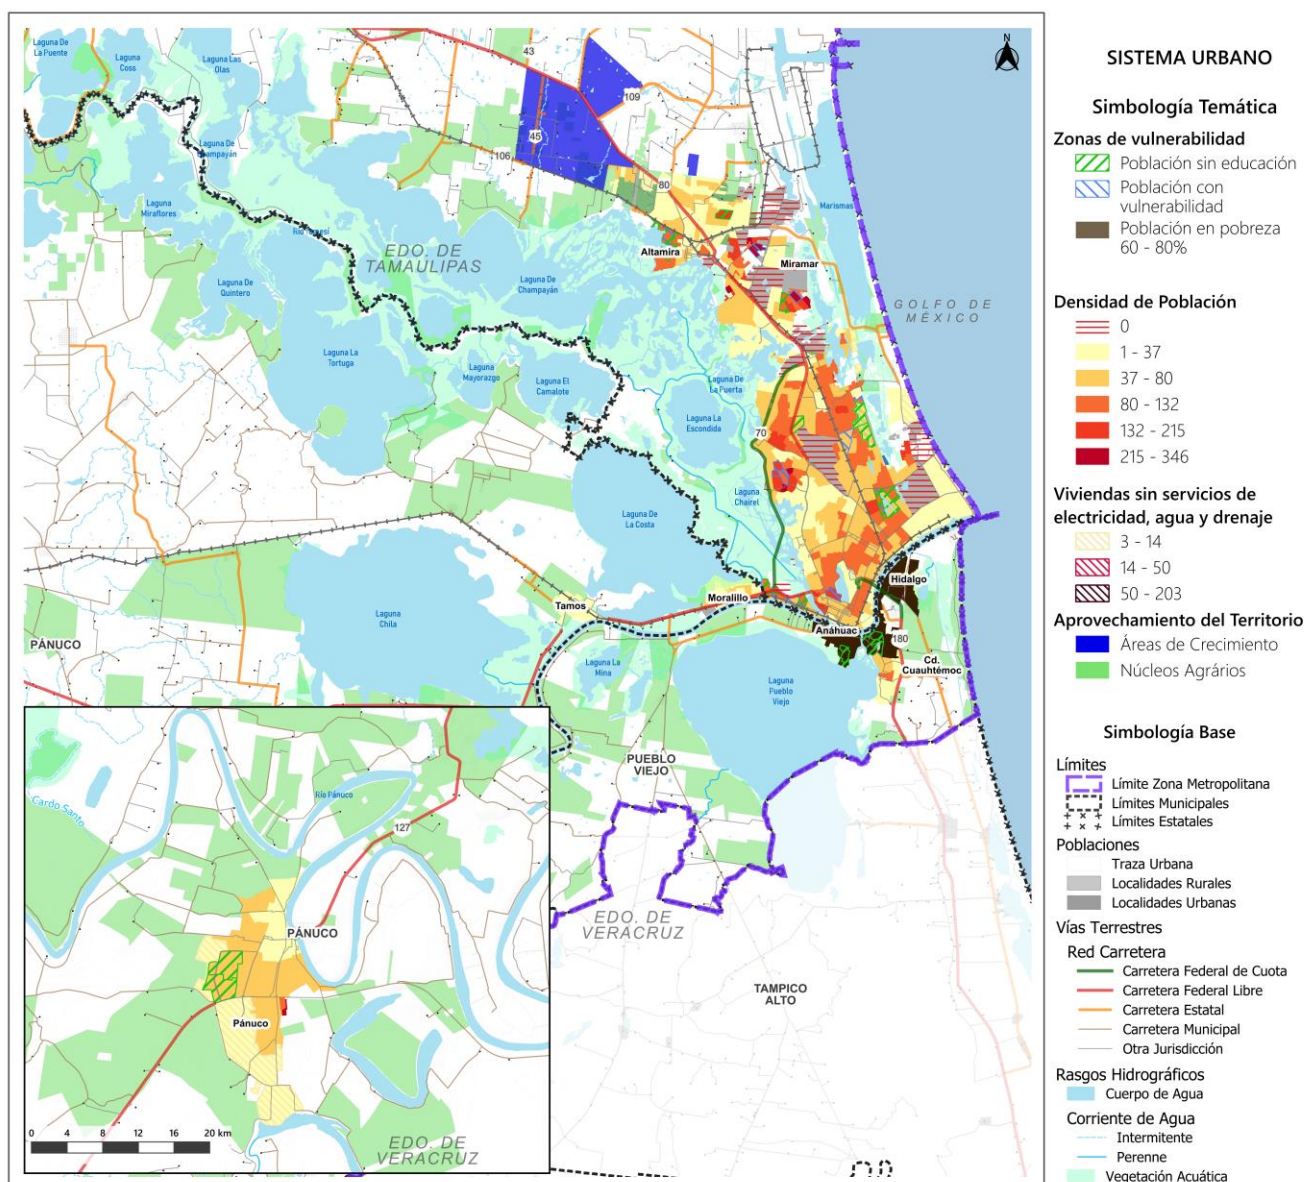 Laguna De
La Puente
Laguna
Coss
Laguna Las
Olas
43
N
109
45
106
80
Laguna De
Champayán
Laguna
Miraflores
Río Tamesí
EDO. DE
TAMAULIPAS
Marismas
Altamira
Miramar
Laguna De
Quintero
Laguna De
Champayán
GOLFO DE
MÉXICO
Laguna La
Tortuga
Laguna
Mayorazgo
Laguna El
Camalote
Laguna De
La Puerta
Laguna La
Escondida
70
Laguna
Chairel
Laguna De
La Costa
Hidalgo
Tamos
Moralillo
Anáhuac
180
Laguna
Chila
PÁNUCO
Laguna La
Mina
Laguna
Pueblo
Viejo
Cd.
Cuauhtémoc
PUEBLO
VIEJO
EDO. DE
VERACRUZ
TAMPICO
ALTO
Cardo Santo
Río Pánuco
127
PÁNUCO
Pánuco
0 4 8 12 16 20 km
EDO. DE
VERACRUZ
SISTEMA URBANO
Simbología Temática
Zonas de vulnerabilidad
Población sin educación
Población con
vulnerabilidad
Población en pobreza
60 - 80%
Densidad de Población
0
1 - 37
37 - 80
80 - 132
132 - 215
215 - 346
Viviendas sin servicios de
electricidad, agua y drenaje
3 - 14
14 - 50
50 - 203
Aprovechamiento del Territorio
Áreas de Crecimiento
Núcleos Agrários
Simbología Base
Límites
Límite Zona Metropolitana
Límites Municipales
Límites Estatales
Poblaciones
Traza Urbana
Localidades Rurales
Localidades Urbanas
Vías Terrestres
Red Carretera
Carretera Federal de Cuota
Carretera Federal Libre
Carretera Estatal
Carretera Municipal
Otra Jurisdicción
Rasgos Hidrográficos
Cuerpo de Agua
Corriente de Agua
Intermitente
Perenne
Vegetación Acuática